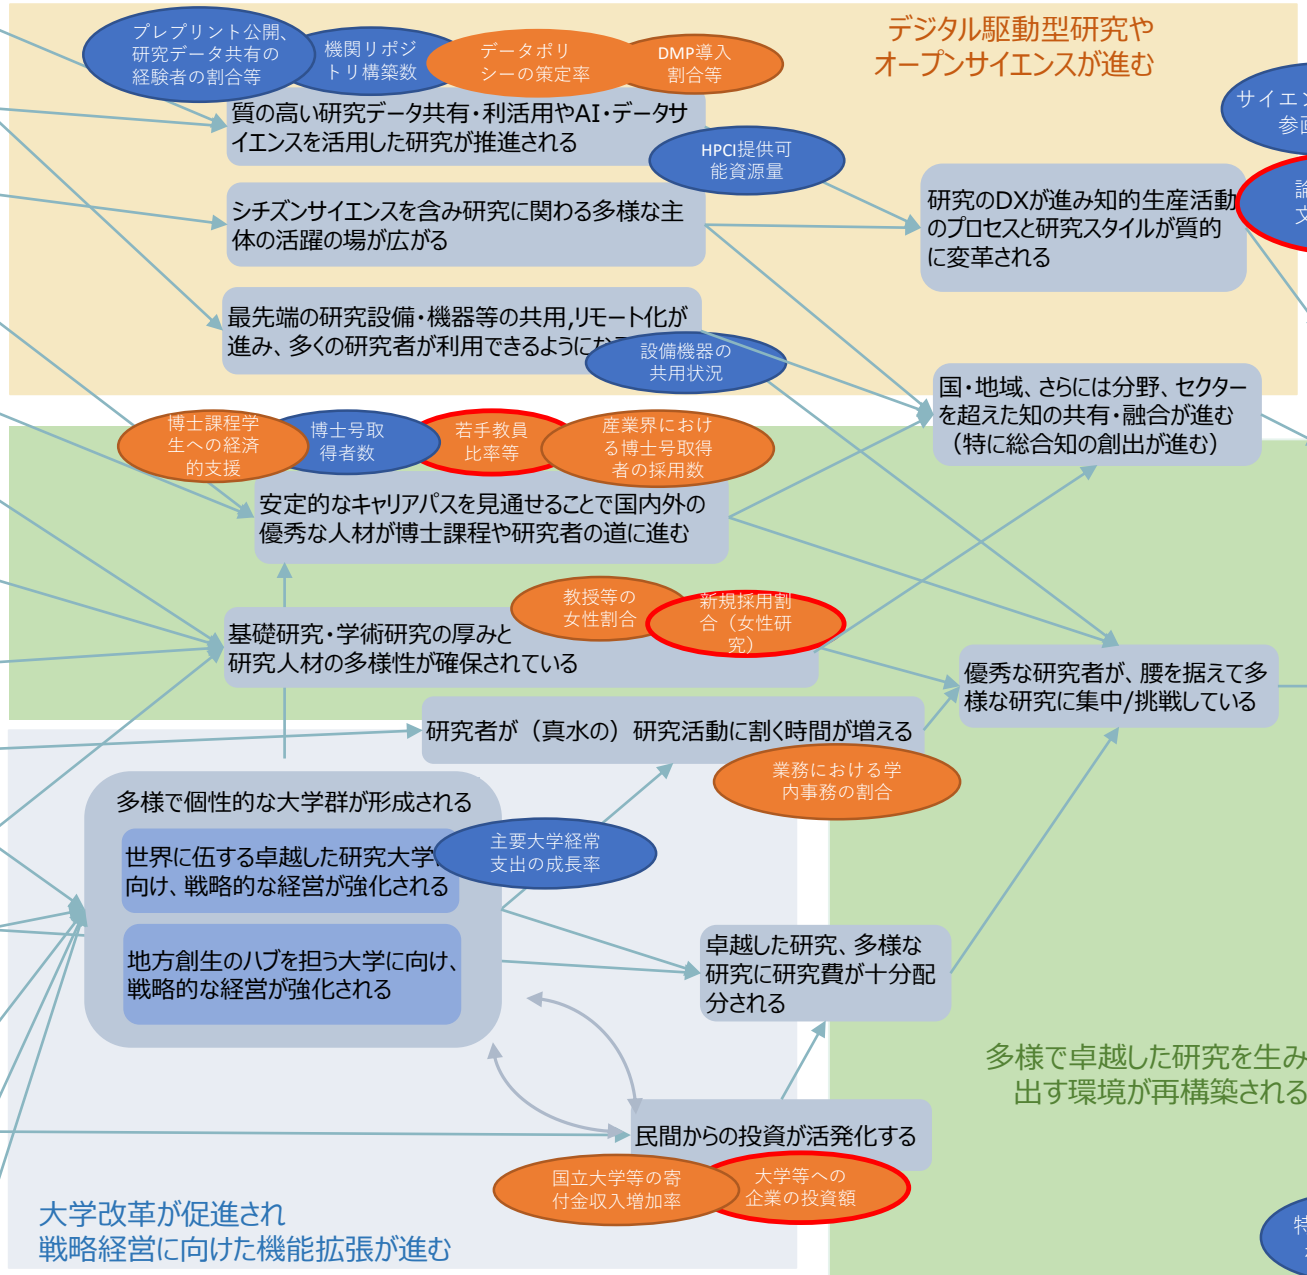 デジタル駆動型研究や
オープンサイエンスが進む
プレプリント公開、
研究データ共有の
経験者の割合等
機関リポジ
トリ構築数
データポリ
シーの策定率
DMP導入
割合等
質の高い研究データ共有・利活用やAI・データサ
イエンスを活用した研究が推進される
HPCI提供可
能資源量
サイエン
参画
シチズンサイエンスを含み研究に関わる多様な主
体の活躍の場が広がる
研究のDXが進み知的生産活動
のプロセスと研究スタイルが質的
に変革される
論
文
最先端の研究設備・機器等の共用,リモート化が
進み、多くの研究者が利用できるようにな
設備機器の
共用状況
国・地域、さらには分野、セクター
を超えた知の共有・融合が進む
（特に総合知の創出が進む）
博士課程学
生への経済
的支援
博士号取
得者数
若手教員
比率等
産業界におけ
る博士号取得
者の採用数
安定的なキャリアパスを見通せることで国内外の
優秀な人材が博士課程や研究者の道に進む
教授等の
女性割合
新規採用割
合（女性研
究）
基礎研究・学術研究の厚みと
研究人材の多様性が確保されている
優秀な研究者が、腰を据えて多
様な研究に集中/挑戦している
研究者が（真水の）研究活動に割く時間が増える
業務における学
内事務の割合
多様で個性的な大学群が形成される
世界に伍する卓越した研究大学
向け、戦略的な経営が強化される
主要大学経常
支出の成長率
地方創生のハブを担う大学に向け、
戦略的な経営が強化される
卓越した研究、多様な
研究に研究費が十分配
分される
多様で卓越した研究を生み
出す環境が再構築される
民間からの投資が活発化する
国立大学等の寄
付金収入増加率
大学等への
企業の投資額
大学改革が促進され
戦略経営に向けた機能拡張が進む
特